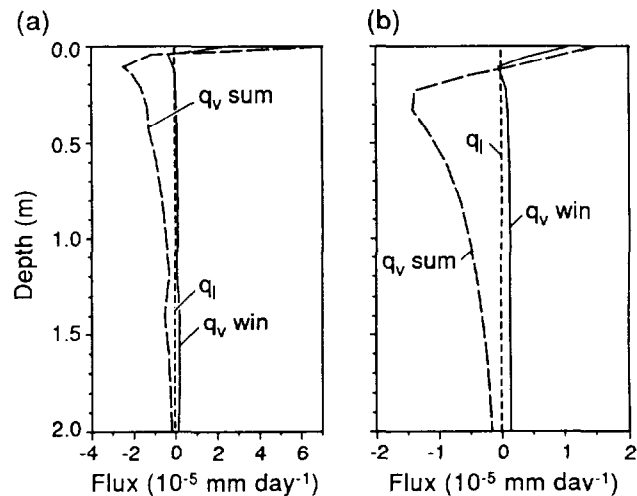 (a)
(b)
0.0
0.5
1.0
1.5
2.0
Depth (m)
q_v sum
q_l
q_v win
-4 -2 0 2 4 6
Flux (10⁻⁵ mm day⁻¹)
q_l
q_v win
q_v sum
-2 -1 0 1 2
Flux (10⁻⁵ mm day⁻¹)